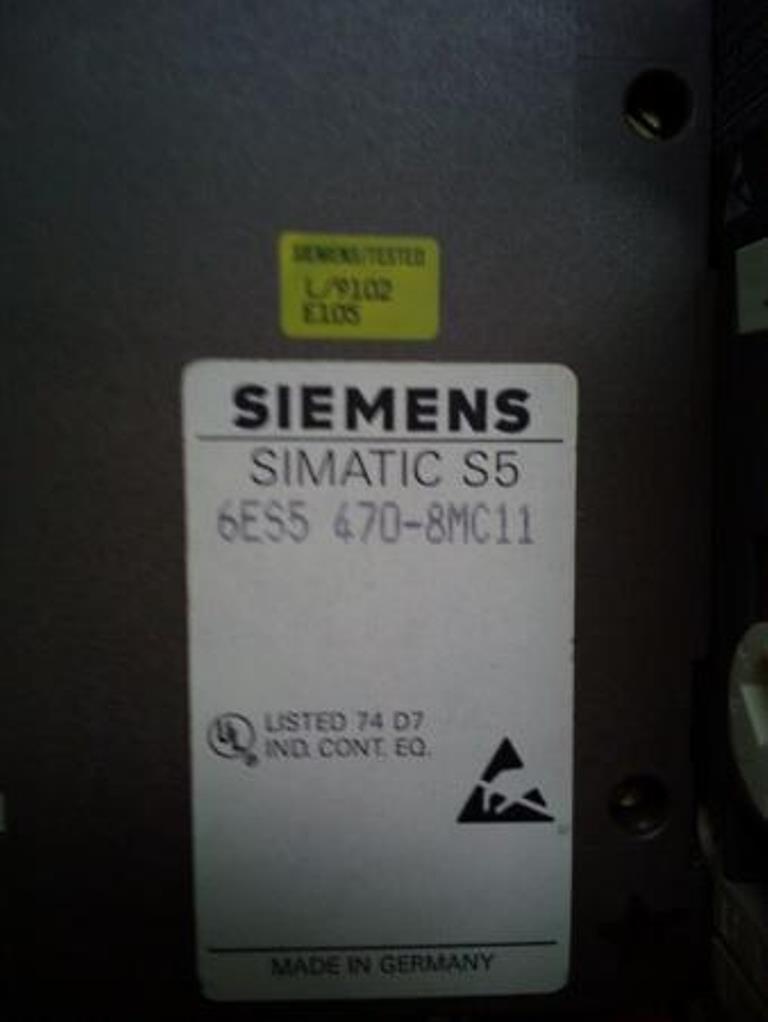 SIEMENS/TESTED
L/9102
E105
SIEMENS
SIMATIC S5
6ES5 470-8MC11
UL
LISTED 74 D7
IND. CONT. EQ.
MADE IN GERMANY